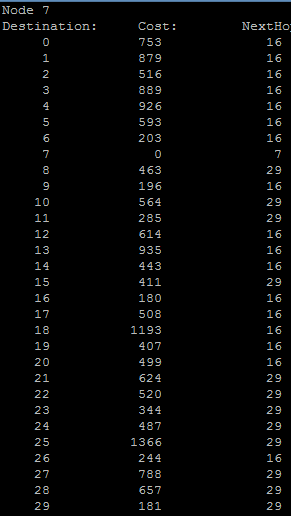 Node 7
Destination: Cost: NextHo
0 753 16
1 879 16
2 516 16
3 889 16
4 926 16
5 593 16
6 203 16
7 0 7
8 463 29
9 196 16
10 564 29
11 285 29
12 614 16
13 935 16
14 443 16
15 411 29
16 180 16
17 508 16
18 1193 16
19 407 16
20 499 16
21 624 29
22 520 29
23 344 29
24 487 29
25 1366 29
26 244 16
27 788 29
28 657 29
29 181 29